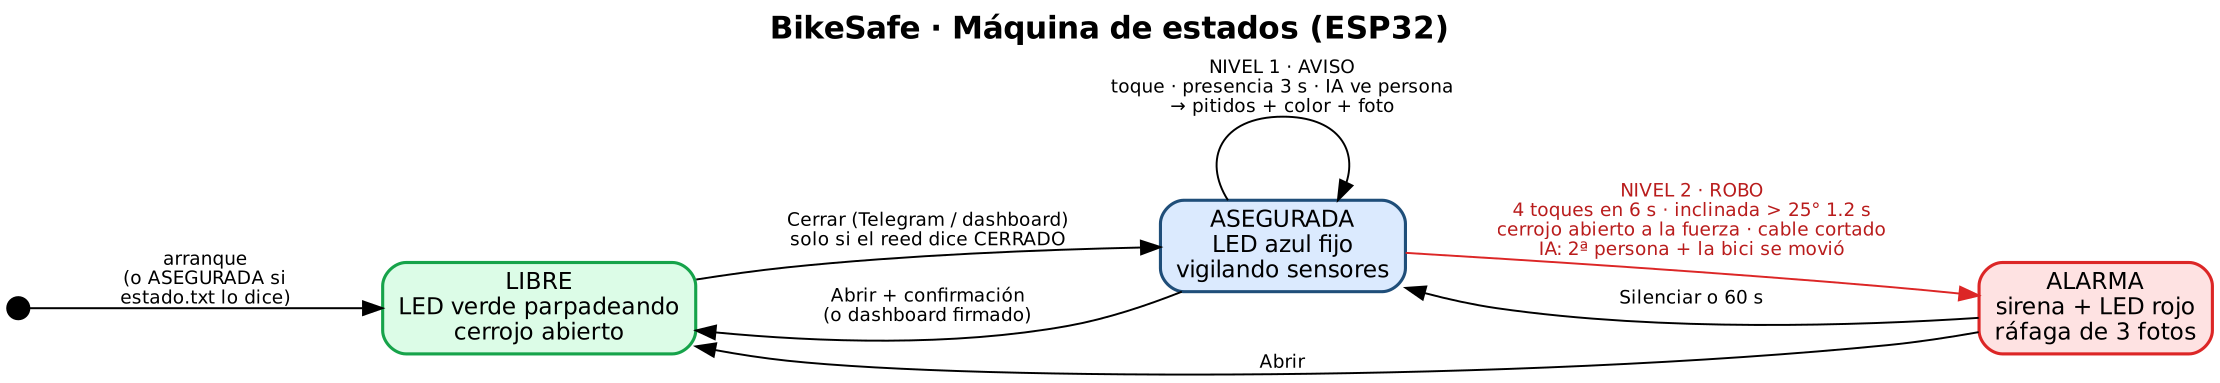 BikeSafe · Máquina de estados (ESP32)
NIVEL 1 · AVISO
toque · presencia 3 s · IA ve persona
→ pitidos + color + foto
NIVEL 2 · ROBO
4 toques en 6 s · inclinada > 25° 1.2 s
cerrojo abierto a la fuerza · cable cortado
IA: 2ª persona + la bici se movió
Cerrar (Telegram / dashboard)
solo si el reed dice CERRADO
ASEGURADA
LED azul fijo
vigilando sensores
arranque
(o ASEGURADA si
estado.txt lo dice)
LIBRE
LED verde parpadeando
cerrojo abierto
Abrir + confirmación
(o dashboard firmado)
Silenciar o 60 s
ALARMA
sirena + LED rojo
ráfaga de 3 fotos
Abrir